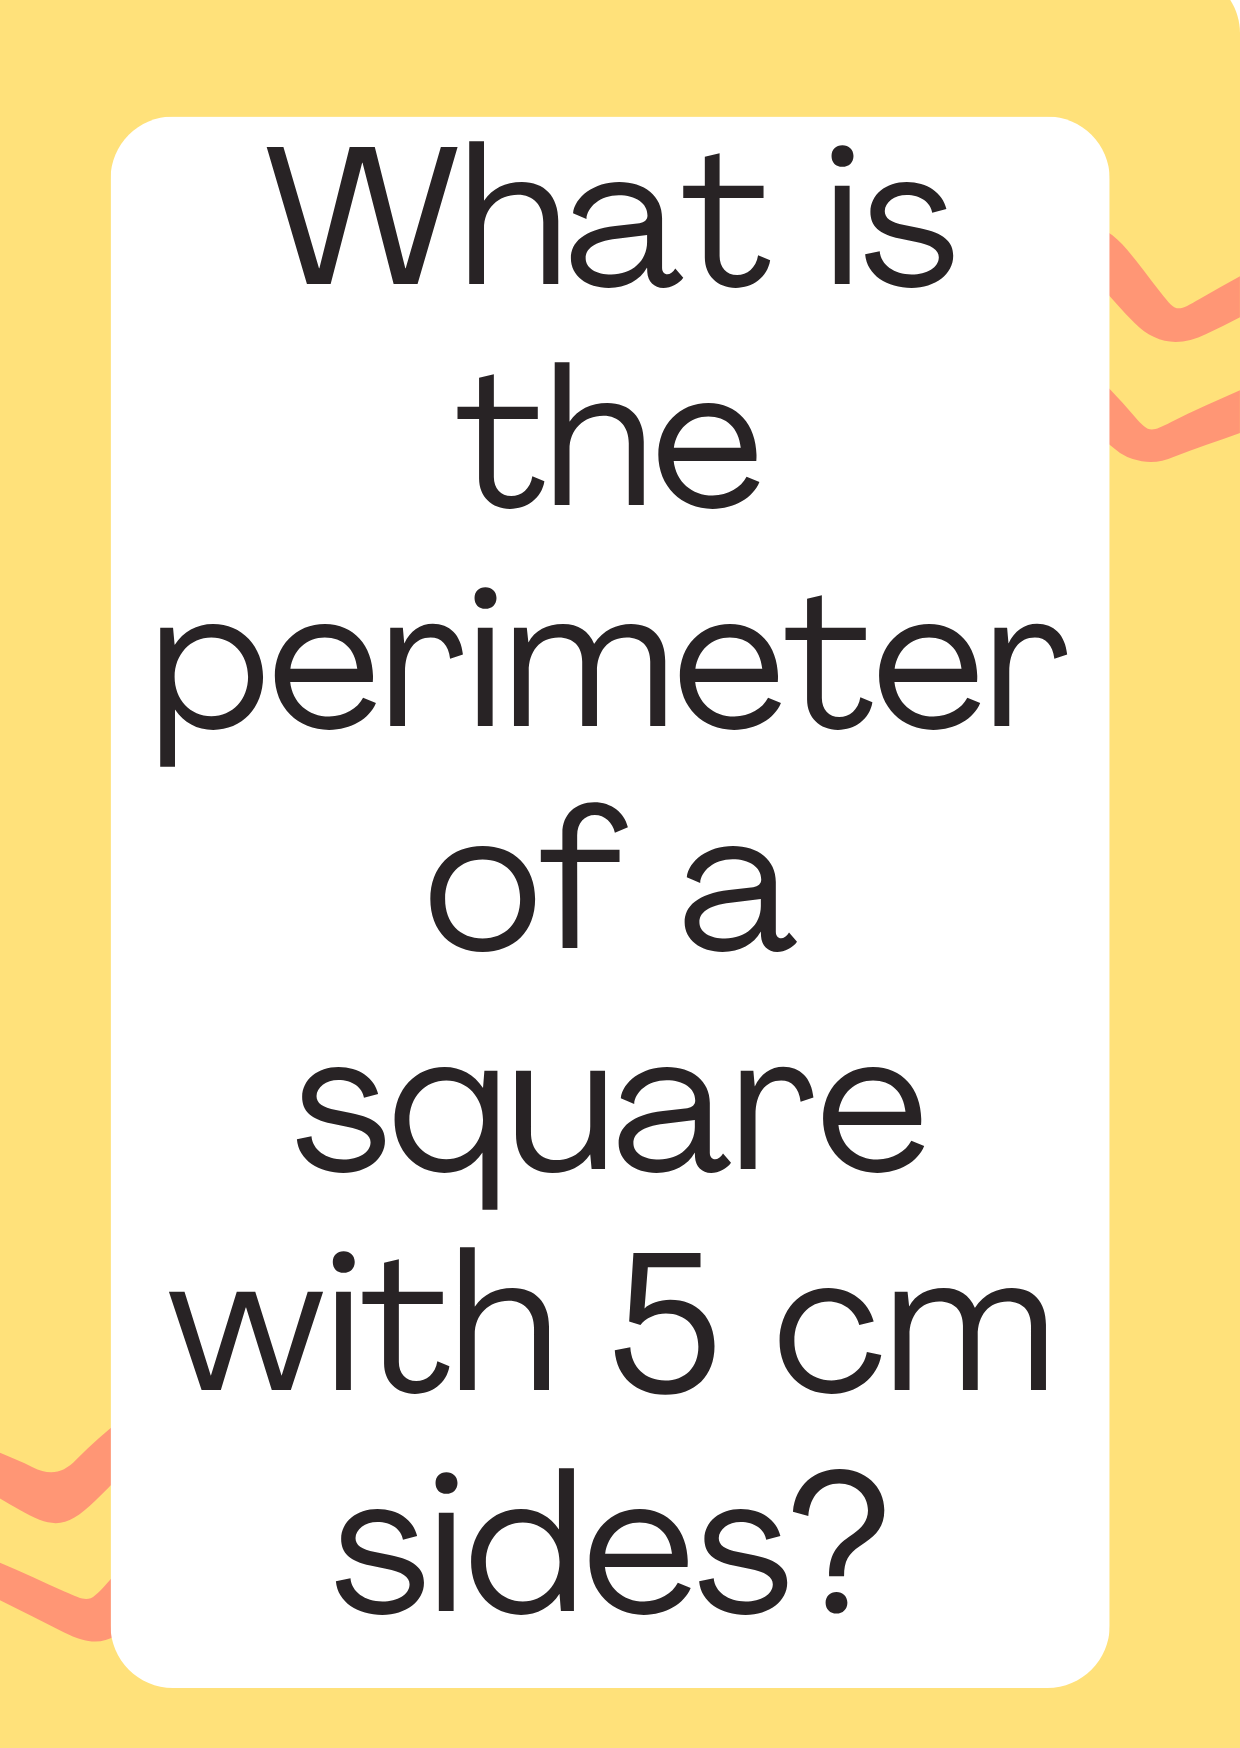 What is
the
perimeter
of a
square
with 5 cm
sides?